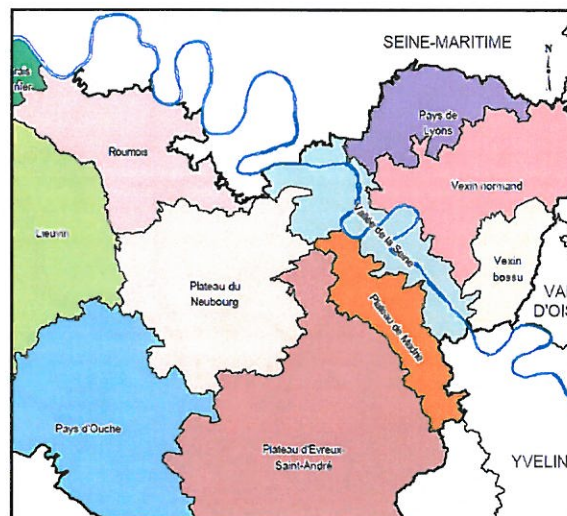 SEINE-MARITIME
N
Pays de
Lyons
Roumois
Vexin normand
Lieuvin
Vallée de la Seine
Vexin
bossu
Plateau du
Neubourg
Plateau de Madrie
D'OIS
Pays d'Ouche
Plateau d'Evreux
Saint-André
YVELIN